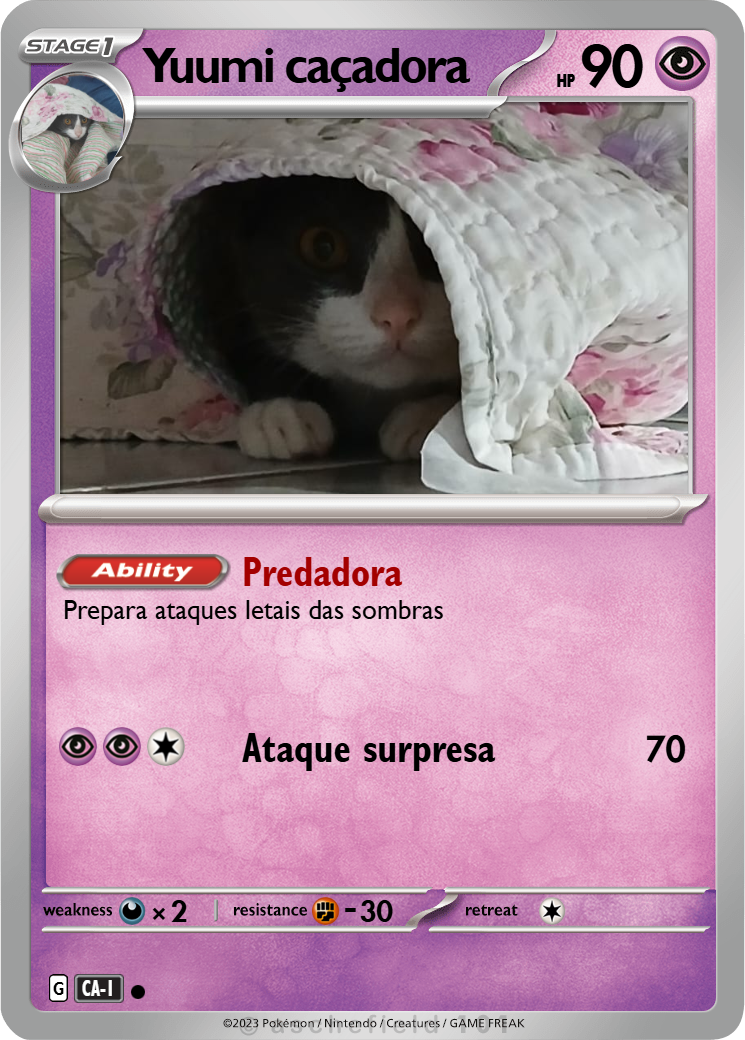 STAGE1 Yuumi caçadora HP 90
Ability Predadora
Prepara ataques letais das sombras
Ataque surpresa 70
weakness ×2 | resistance -30 retreat
G CA-I
©2023 Pokémon / Nintendo / Creatures / GAME FREAK